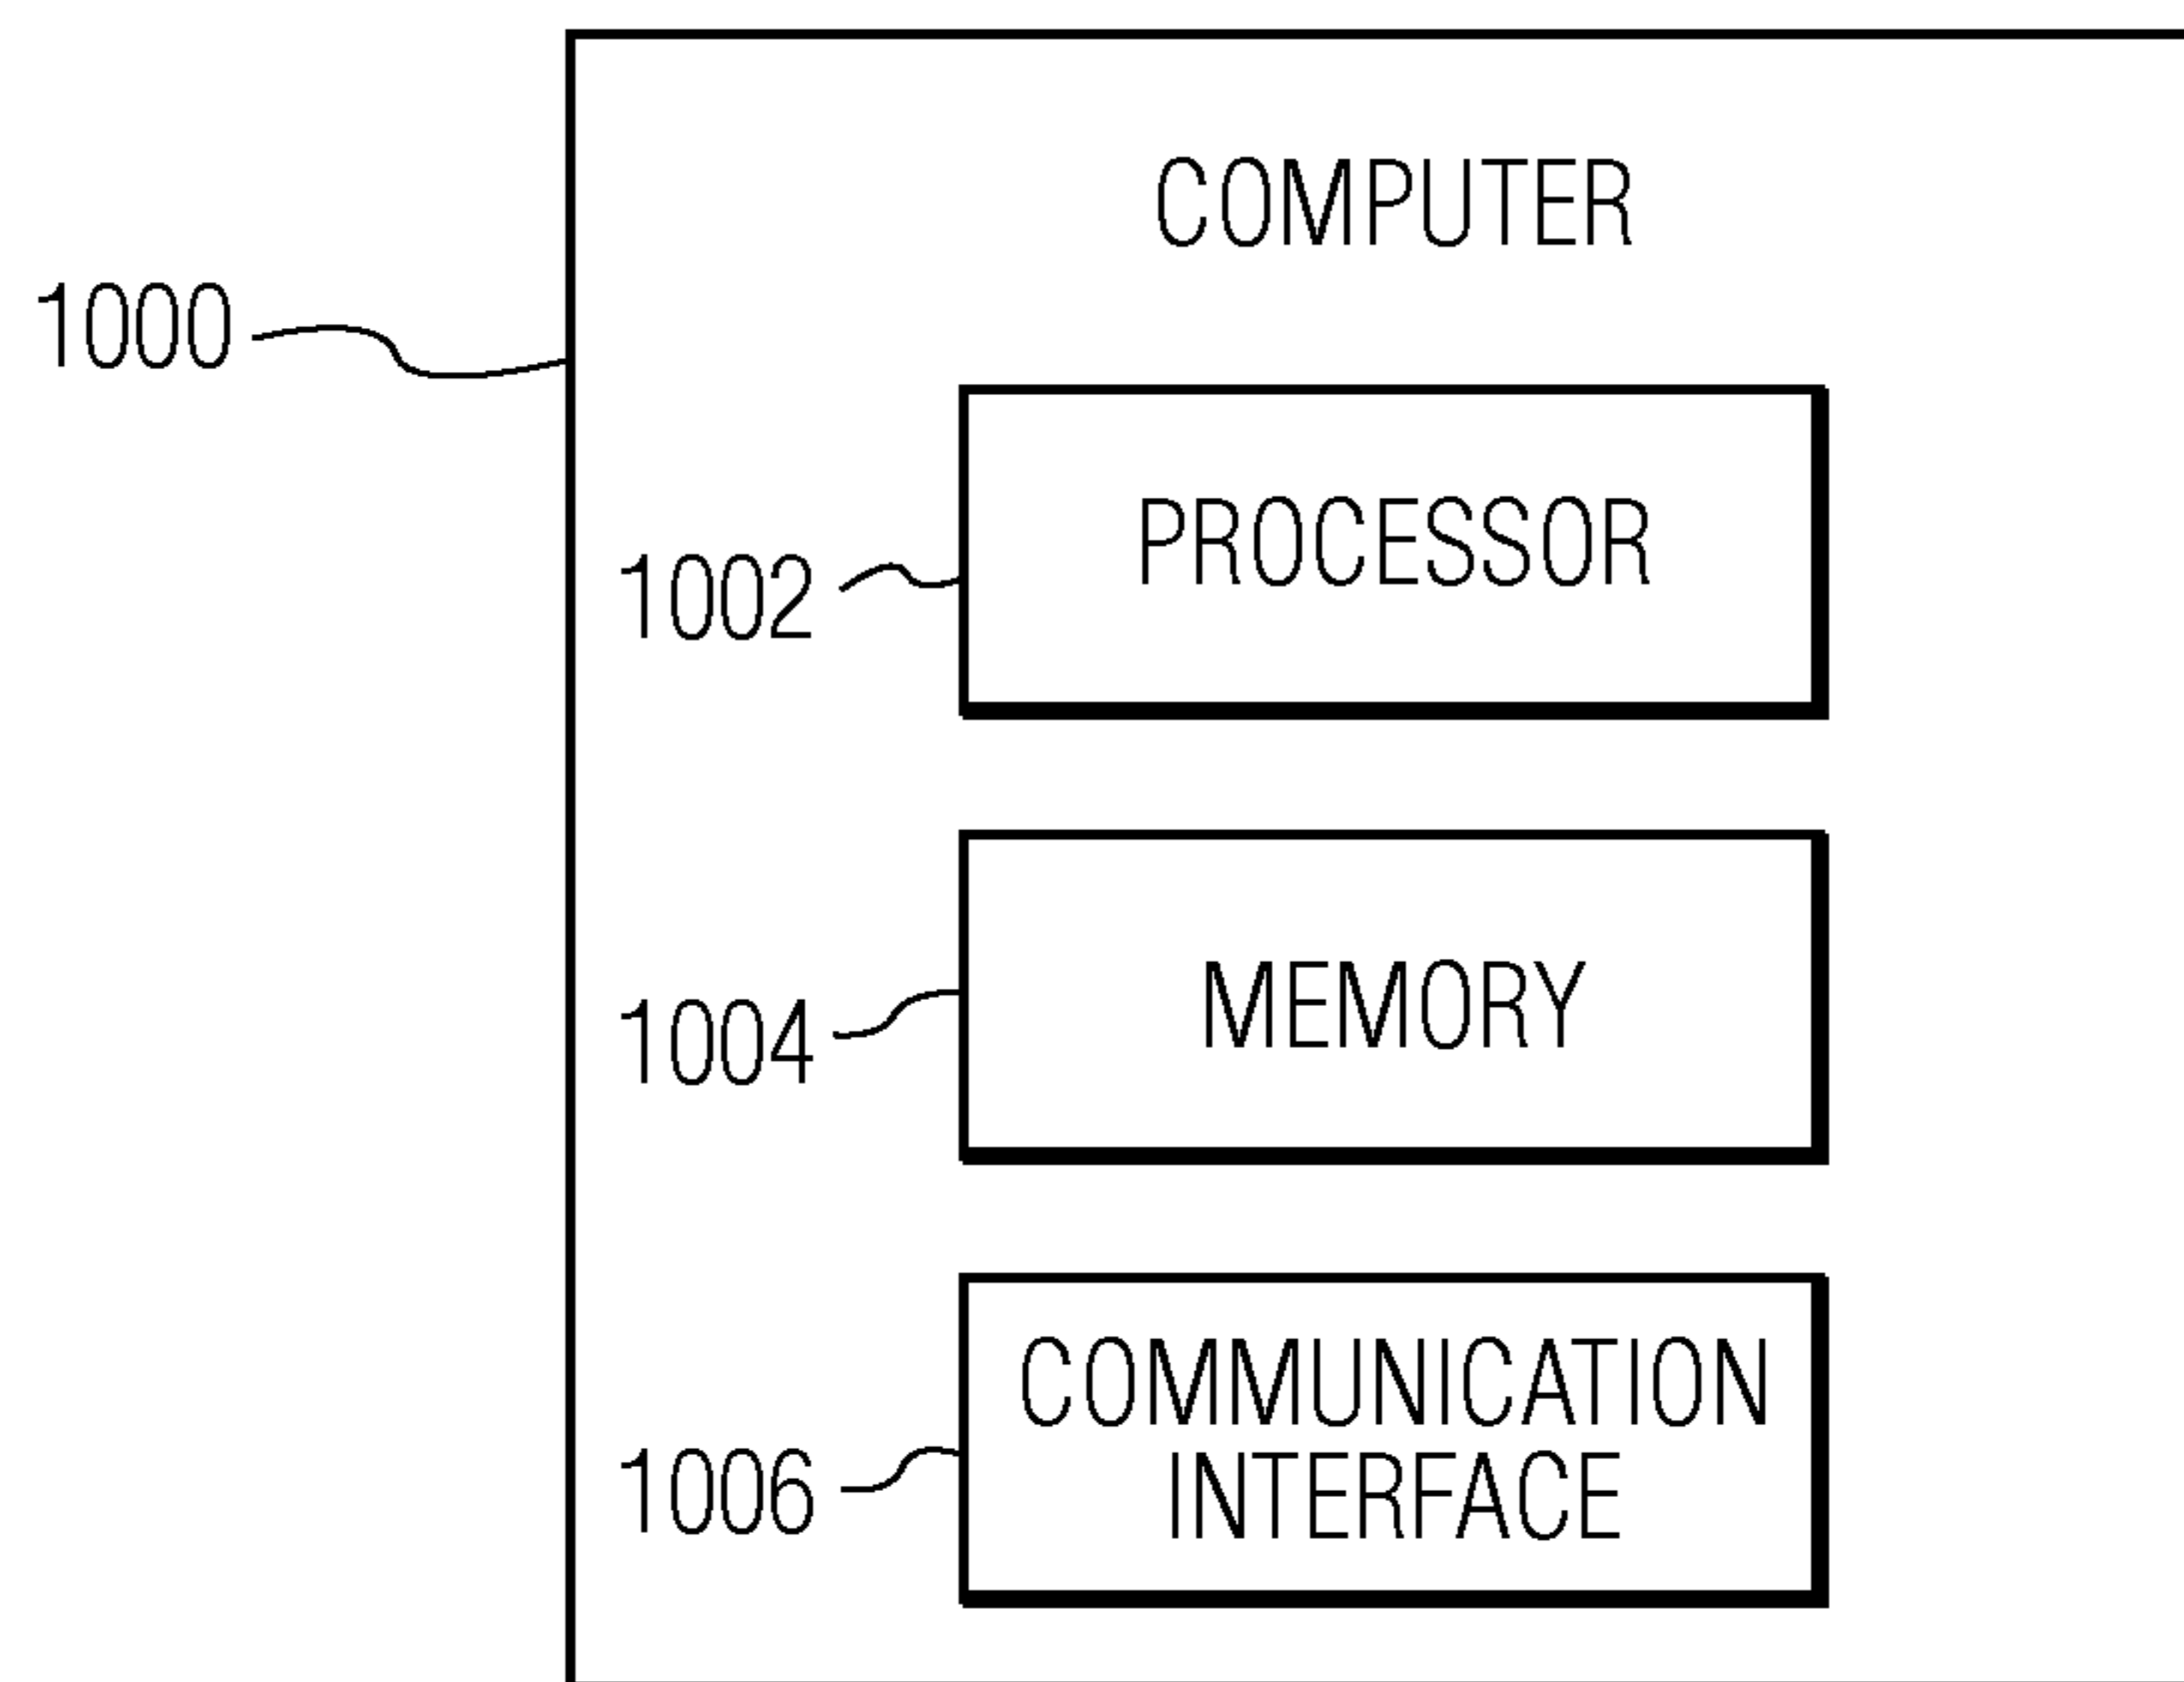 COMPUTER
1000
PROCESSOR
1002
MEMORY
1004
COMMUNICATION
INTERFACE
1006